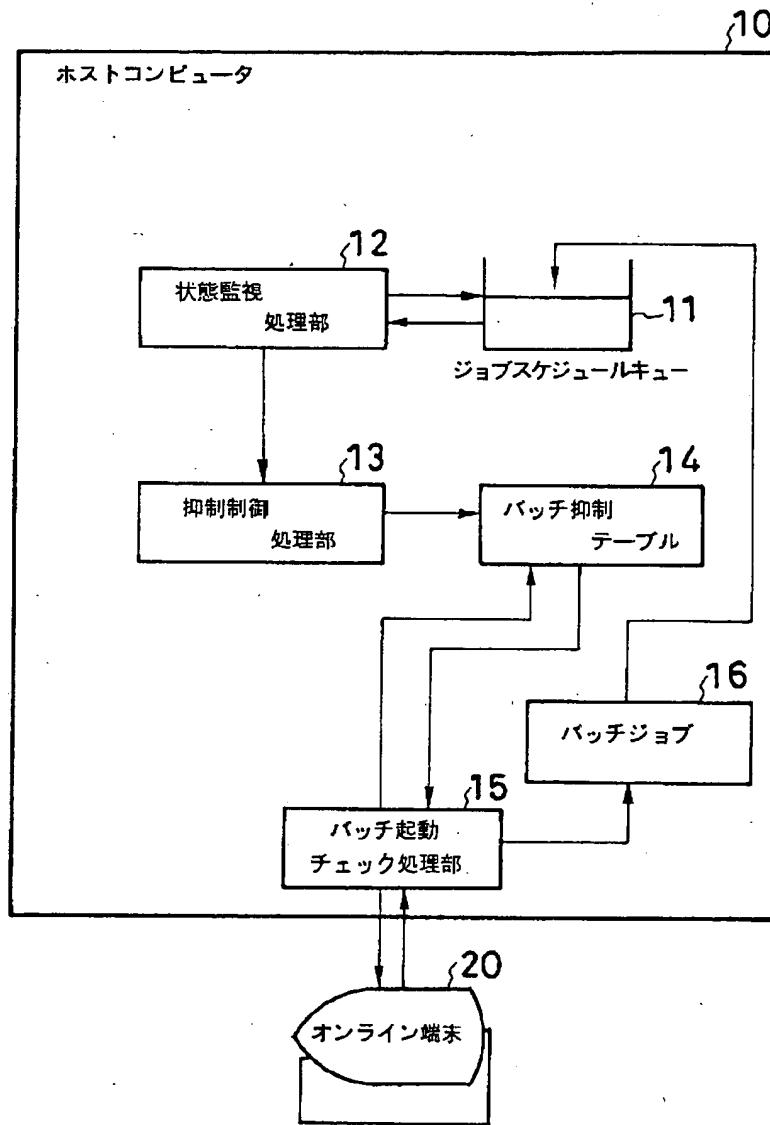 10
ホストコンピュータ
12
状態監視
処理部
11
ジョブスケジュールキュー
13
抑制制御
処理部
14
バッチ抑制
テーブル
16
バッチジョブ
15
バッチ起動
チェック処理部
20
オンライン端末